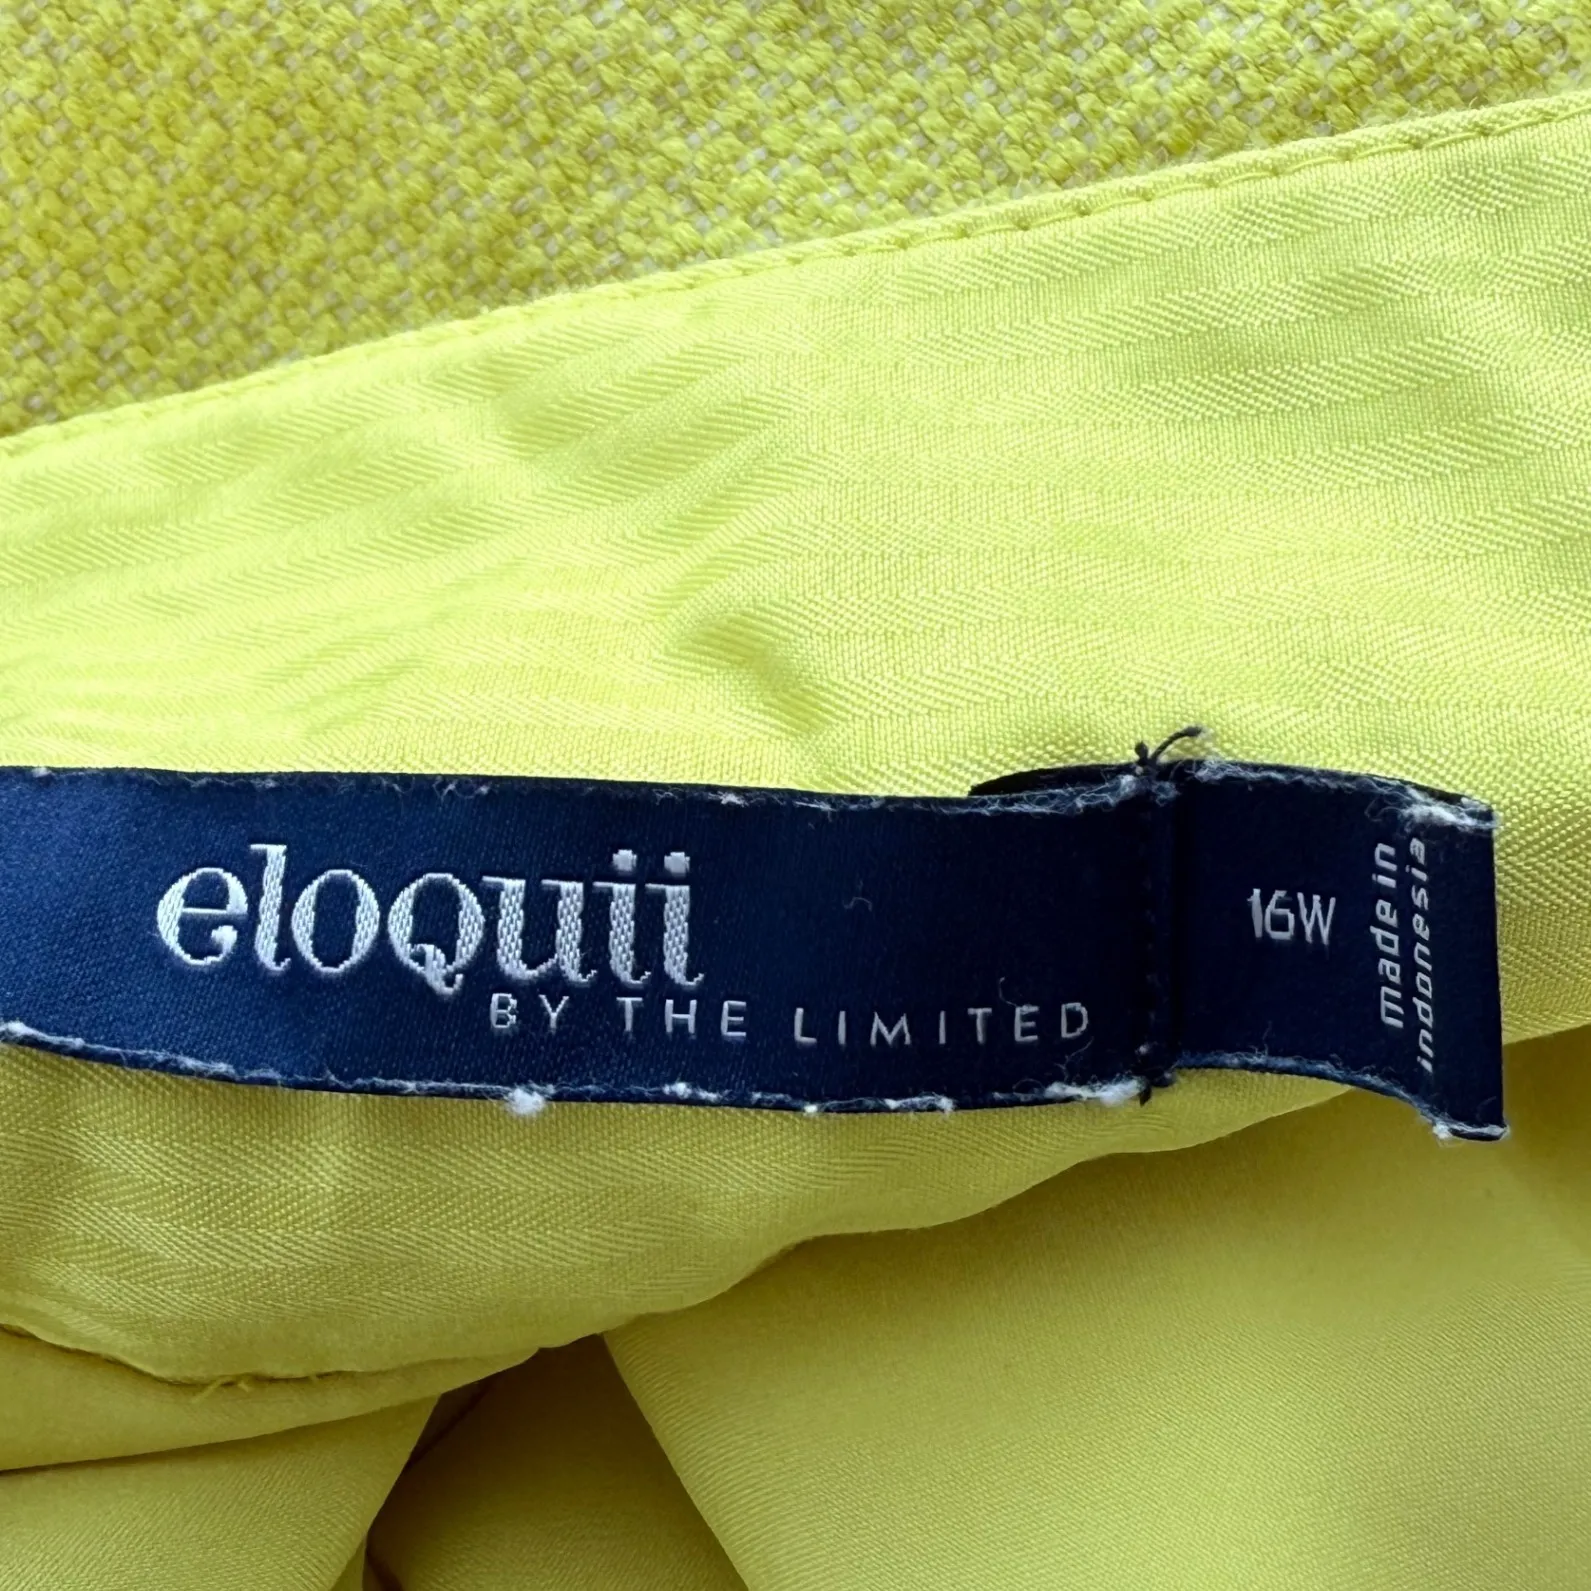 eloquii
BY THE LIMITED
16W
made in
indonesia